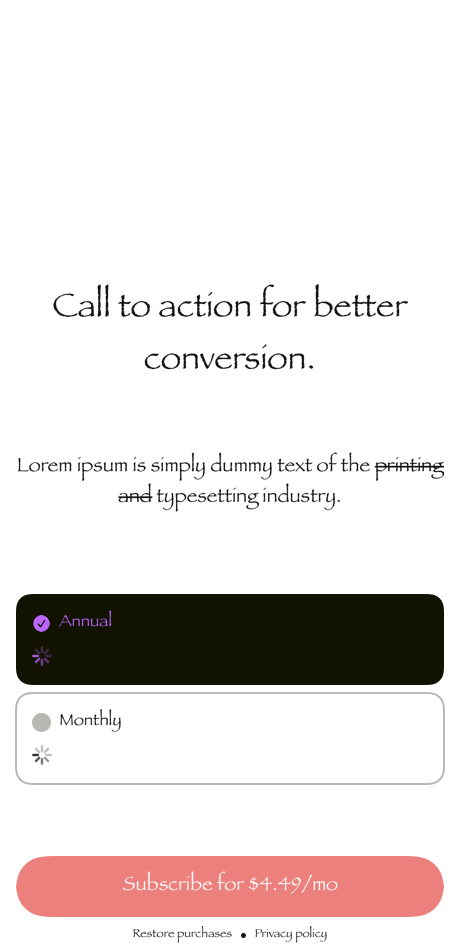 Call to action for better
conversion.
Lorem ipsum is simply dummy text of the printing
and typesetting industry.
Annual
Monthly
Subscribe for $4.49/mo
Restore purchases • Privacy policy